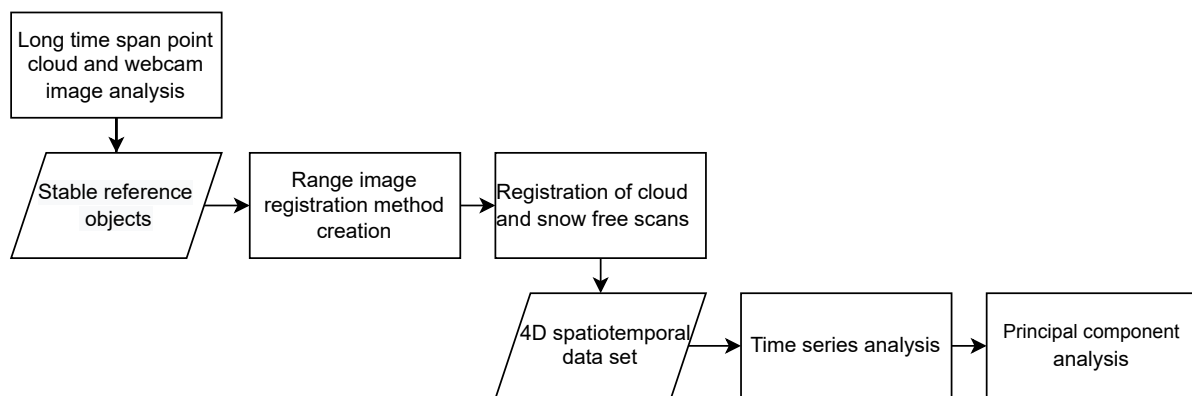 Long time span point
cloud and webcam
image analysis
Stable reference
objects
Range image
registration method
creation
Registration of cloud
and snow free scans
4D spatiotemporal
data set
Time series analysis
Principal component
analysis